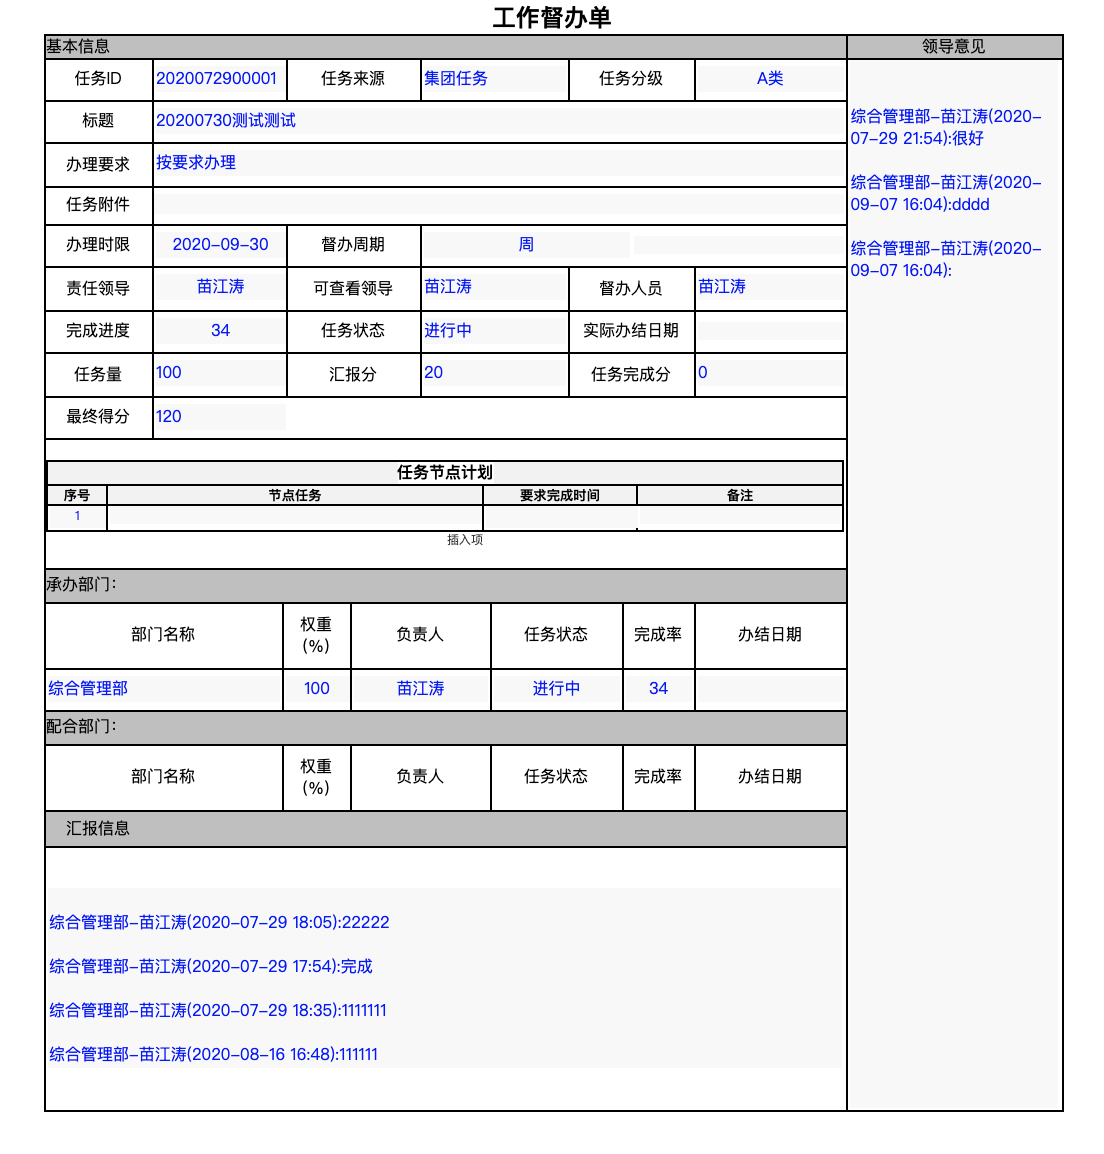 工作督办单
基本信息
领导意见
任务ID 2020072900001 任务来源 集团任务 任务分级 A类
标题 20200730测试测试
办理要求 按要求办理
任务附件
办理时限 2020-09-30 督办周期 周
责任领导 苗江涛 可查看领导 苗江涛 督办人员 苗江涛
完成进度 34 任务状态 进行中 实际办结日期
任务量 100 汇报分 20 任务完成分 0
最终得分 120
任务节点计划
序号 节点任务 要求完成时间 备注
1
插入项
承办部门：
部门名称 权重 负责人 任务状态 完成率 办结日期
(%)
综合管理部 100 苗江涛 进行中 34
配合部门：
部门名称 权重 负责人 任务状态 完成率 办结日期
(%)
汇报信息
综合管理部-苗江涛(2020-07-29 18:05):22222
综合管理部-苗江涛(2020-07-29 17:54):完成
综合管理部-苗江涛(2020-07-29 18:35):1111111
综合管理部-苗江涛(2020-08-16 16:48):111111
综合管理部-苗江涛(2020-
07-29 21:54):很好
综合管理部-苗江涛(2020-
09-07 16:04):dddd
综合管理部-苗江涛(2020-
09-07 16:04):